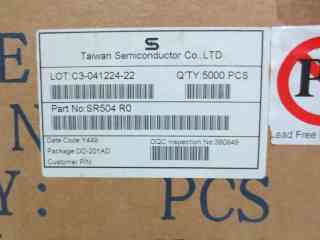 Taiwan Semiconductor Co.,LTD
LOT:C3-041224-22 Q'TY:5000 PCS
Part No:SR504 R0
Date Code:Y449
Package:DO-201AD
OQC Inspection No:380849
Customer P/N:
Lead Free
Y: PCS